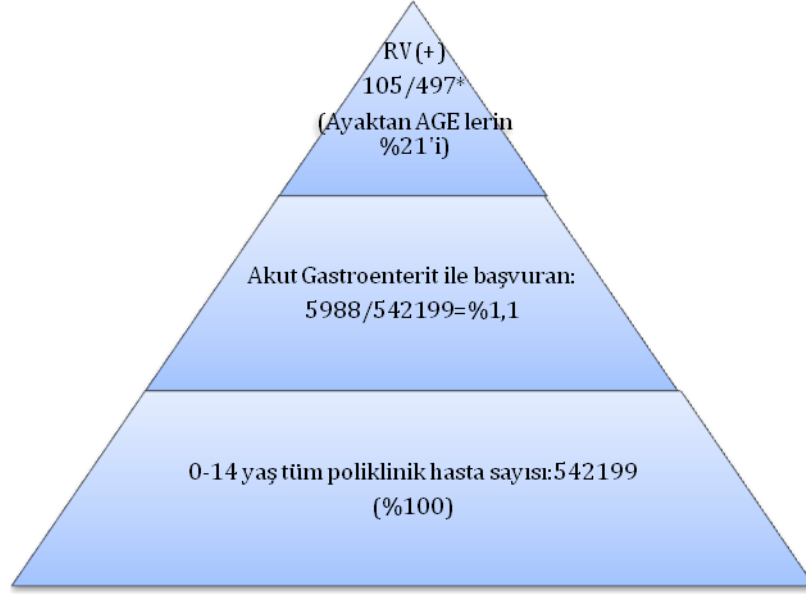 RV (+)
105/497*
(Ayaktan AGE lerin
%21'i)
Akut Gastroenterit ile başvuran:
5988/542199=%1,1
0-14 yaş tüm poliklinik hasta sayısı:542199
(%100)